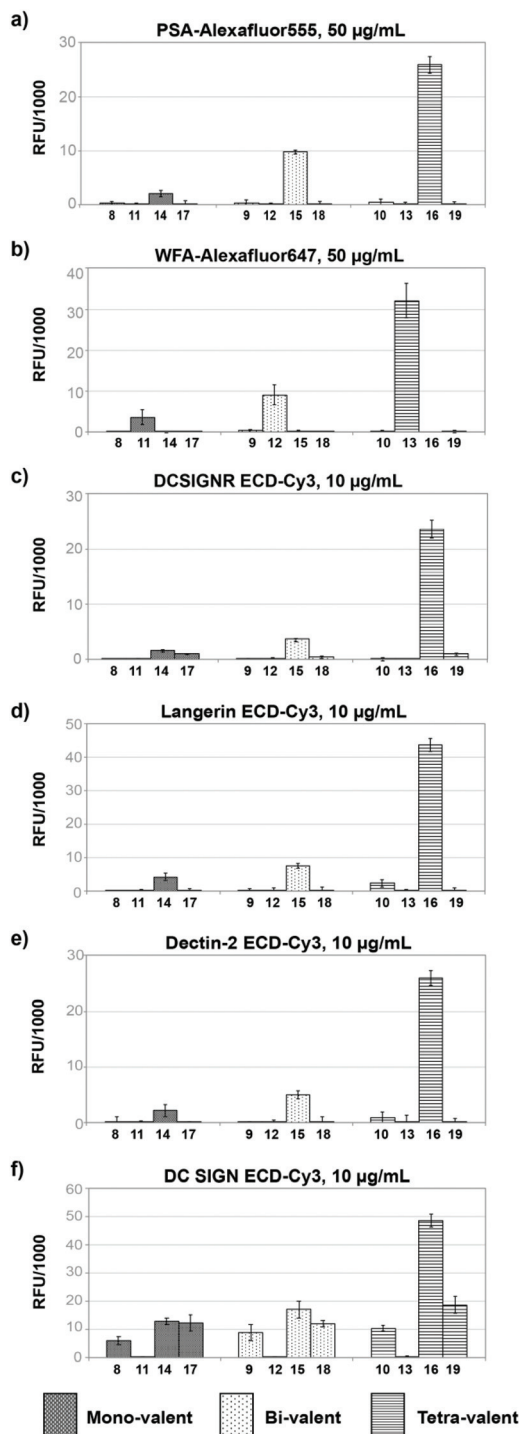 a)
PSA-Alexafluor555, 50 µg/mL
RFU/1000
30
20
10
0
8 11 14 17 9 12 15 18 10 13 16 19
b)
WFA-Alexafluor647, 50 µg/mL
RFU/1000
40
30
20
10
0
8 11 14 17 9 12 15 18 10 13 16 19
c)
DCSIGNR ECD-Cy3, 10 µg/mL
RFU/1000
30
20
10
0
8 11 14 17 9 12 15 18 10 13 16 19
d)
Langerin ECD-Cy3, 10 µg/mL
RFU/1000
50
40
30
20
10
0
8 11 14 17 9 12 15 18 10 13 16 19
e)
Dectin-2 ECD-Cy3, 10 µg/mL
RFU/1000
30
20
10
0
8 11 14 17 9 12 15 18 10 13 16 19
f)
DC SIGN ECD-Cy3, 10 µg/mL
RFU/1000
60
50
40
30
20
10
0
8 11 14 17 9 12 15 18 10 13 16 19
Mono-valent Bi-valent Tetra-valent